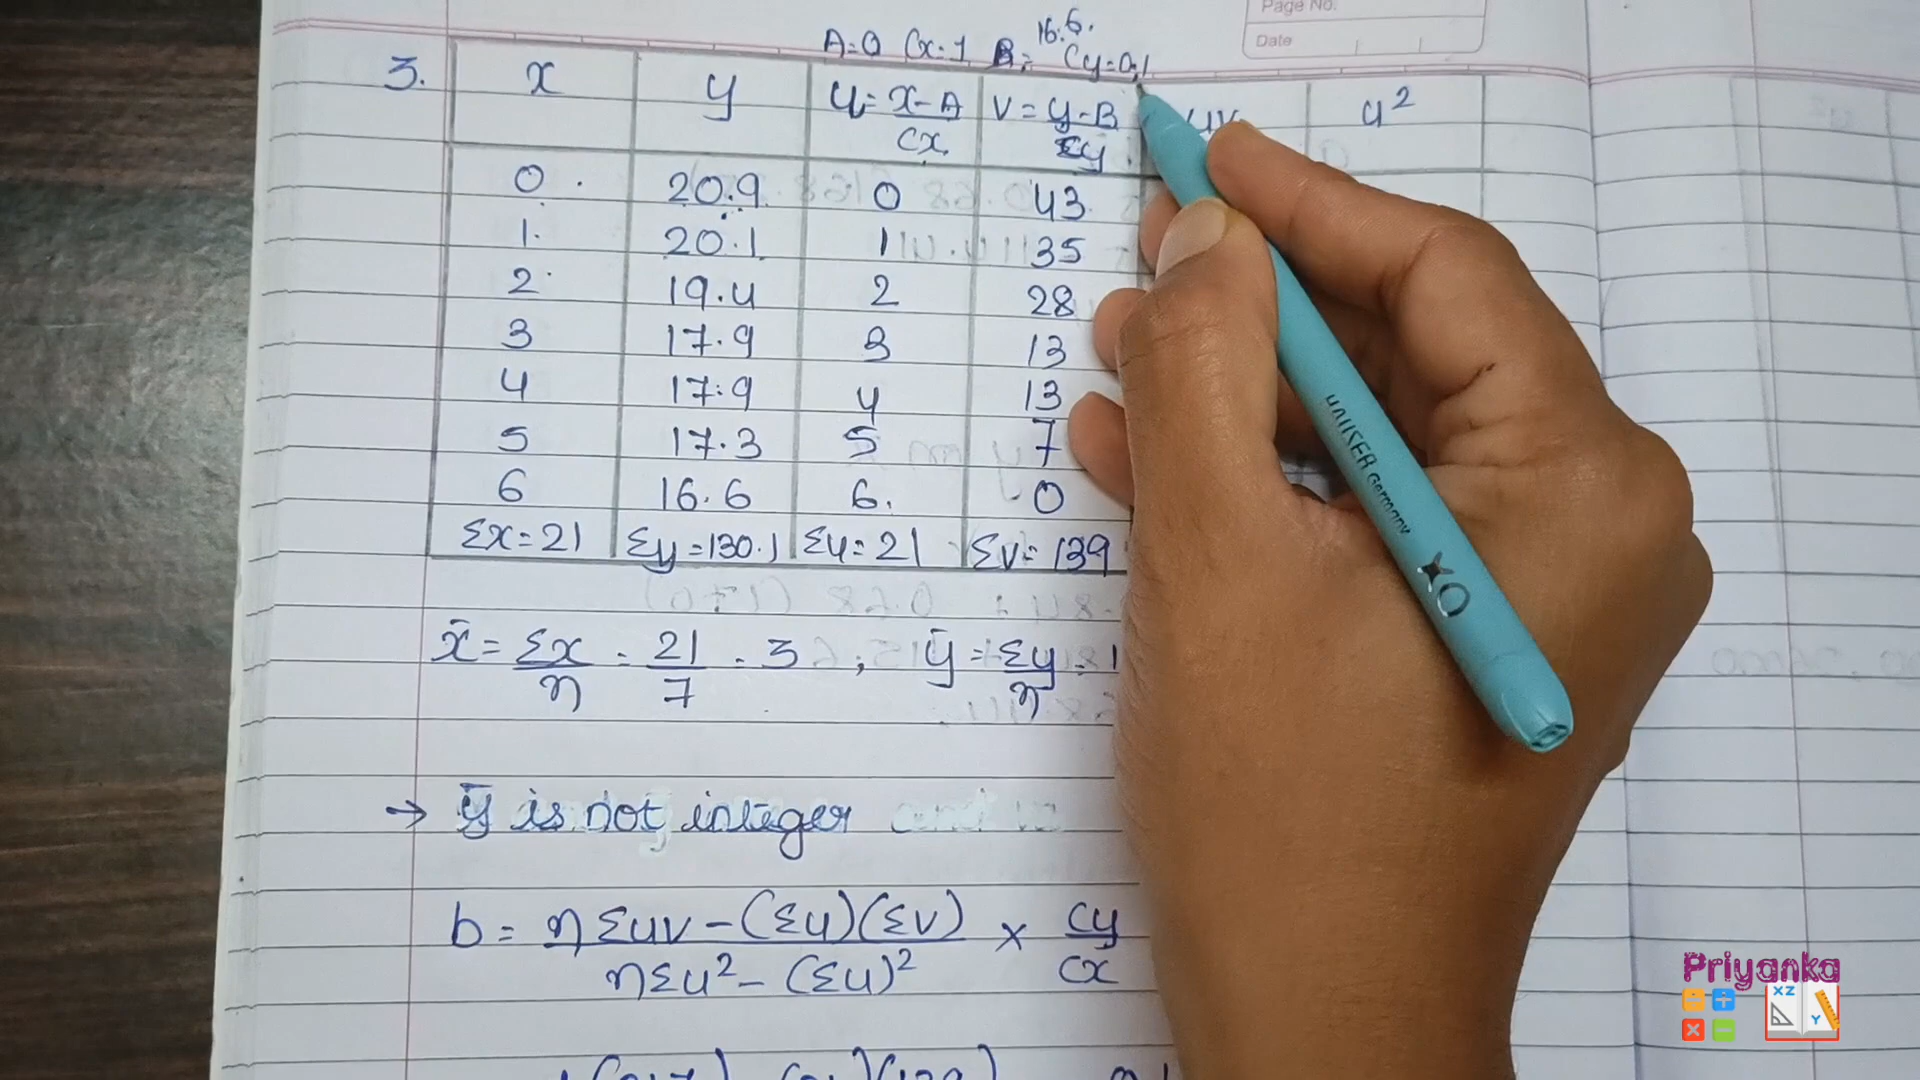 Page No.
Date
A=0 Cx=1 B= 16.6. Cy=0.1
3. x y u=x-A/Cx v=y-B/Cy uv u²
0 20.9 0 43
1 20.1 1 35
2 19.4 2 28
3 17.9 3 13
4 17.9 4 13
5 17.3 5 7
6 16.6 6. 0
Σx=21 Σy=130.1 Σu=21 Σv=139
x̄=Σx/n = 21/7 = 3 ; ȳ=Σy/n = 1
→ ȳ is not integer
b = nΣuv-(Σu)(Σv)/nΣu²-(Σu)² × Cy/Cx
HAUSER Germany
XO
Priyanka
XZ
Y